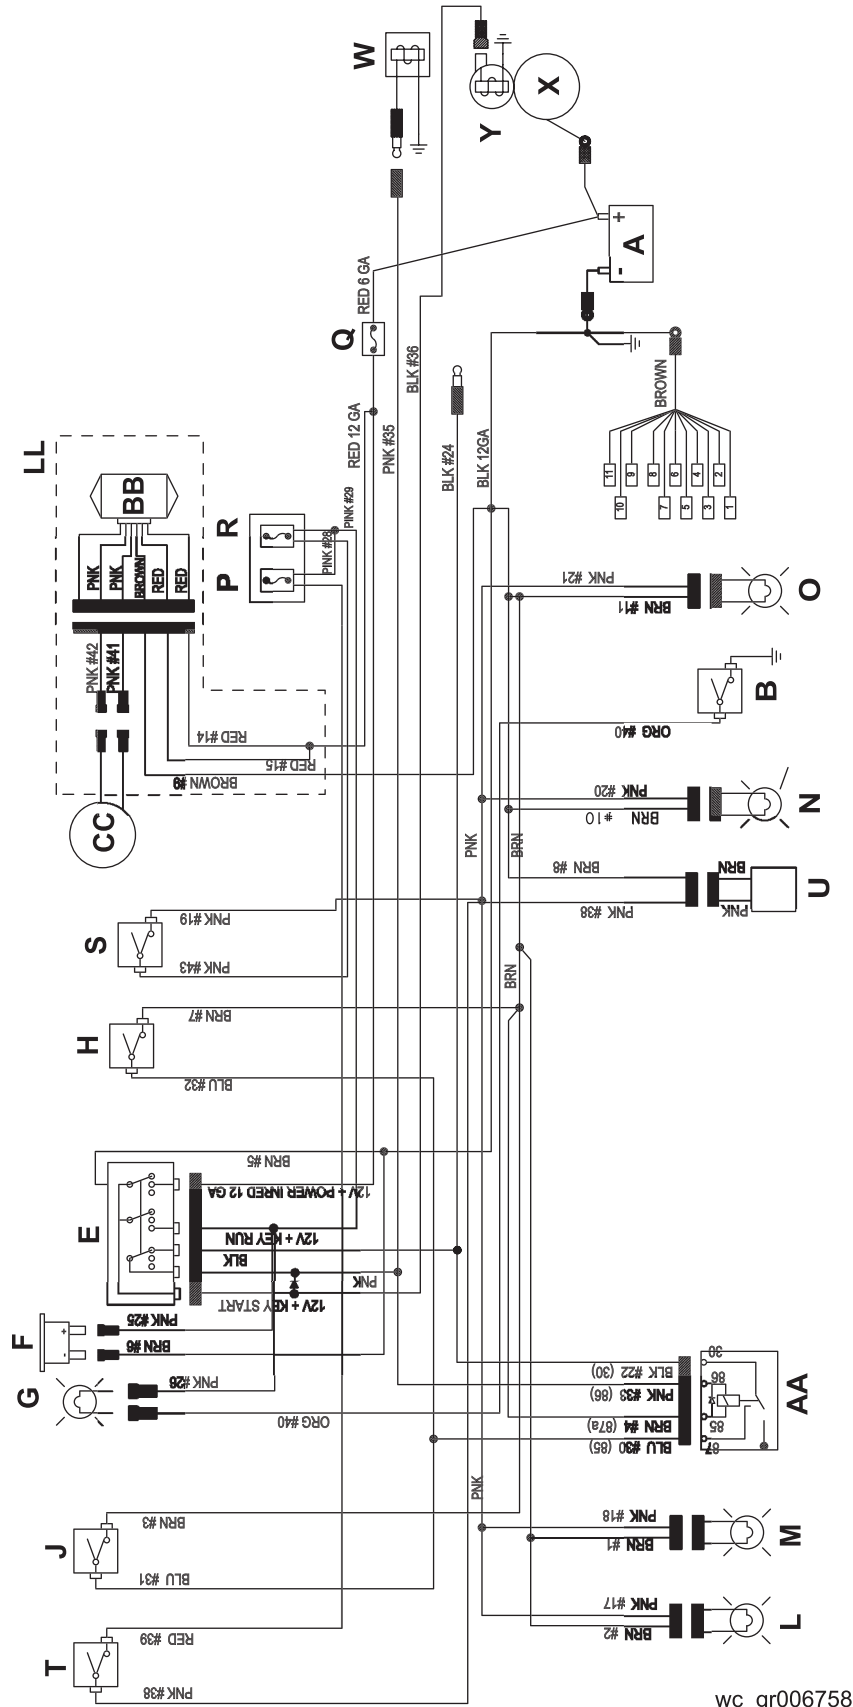 W
Y
X
A
+
-
RED 6 GA
Q
BLK #36
BROWN
LL
BB
RED 12 GA
PNK #35
BLK #24
BLK 12GA
11
9
8
6
4
2
10
7
5
3
1
PNK
PNK
BROWN
RED
RED
R
P
PINK #29
PINK #28
PNK #21
BRN #11
O
PNK #42
PNK #41
RED #14
RED #15
BROWN #9
CC
B
ORG #40
PNK #20
BRN #10
N
PNK
BRN
BRN #8
PNK #38
BRN
PNK
U
S
PNK #19
PNK #43
BRN
H
BRN #7
BLU #32
BRN #5
E
12V + POWER INRED 12 GA
12V + KEY RUN
BLK
PNK
12V + KEY START
F
+
-
PNK #25
BRN #6
G
PNK #26
ORG #40
BLK #22 (30)
PNK #33 (86)
BRN #4 (87a)
BLU #30 (85)
30
86
85
87
AA
PNK
J
BRN #3
BLU #31
PNK #18
BRN #1
M
PNK #17
BRN #2
L
T
RED #39
PNK #38
wc_gr006758